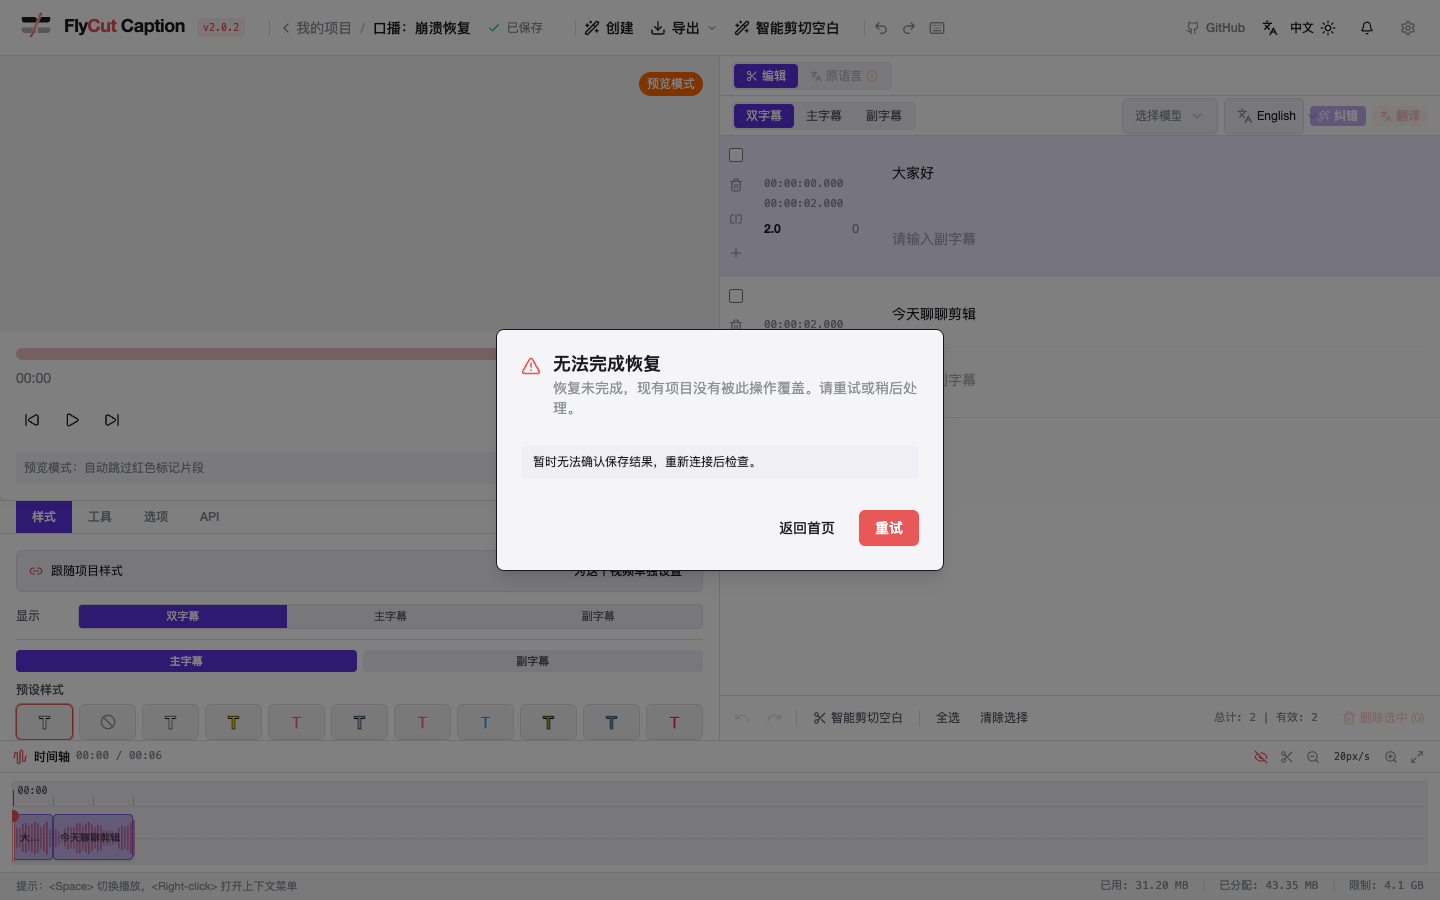 FlyCut Caption v2.0.2 我的项目 / 口播：崩溃恢复 已保存 创建 导出 智能剪切空白 GitHub 中文
预览模式
编辑 原语言
双字幕 主字幕 副字幕 选择模型 English 纠错 翻译
大家好
00:00:00.000
00:00:02.000
2.0 0
请输入副字幕
今天聊聊剪辑
00:00:02.000
字幕
无法完成恢复
恢复未完成，现有项目没有被此操作覆盖。请重试或稍后处
理。
暂时无法确认保存结果，重新连接后检查。
返回首页 重试
00:00
预览模式：自动跳过红色标记片段
样式 工具 选项 API
跟随项目样式 为这个视频单独设置
显示 双字幕 主字幕 副字幕
主字幕 副字幕
预设样式
T T T T T T T T T T
智能剪切空白 全选 清除选择 总计: 2 | 有效: 2 删除选中 (0)
时间轴 00:00 / 00:06 20px/s
00:00
大... 今天聊聊剪辑
提示：<Space> 切换播放，<Right-click> 打开上下文菜单 已用: 31.20 MB 已分配: 43.35 MB 限制: 4.1 GB